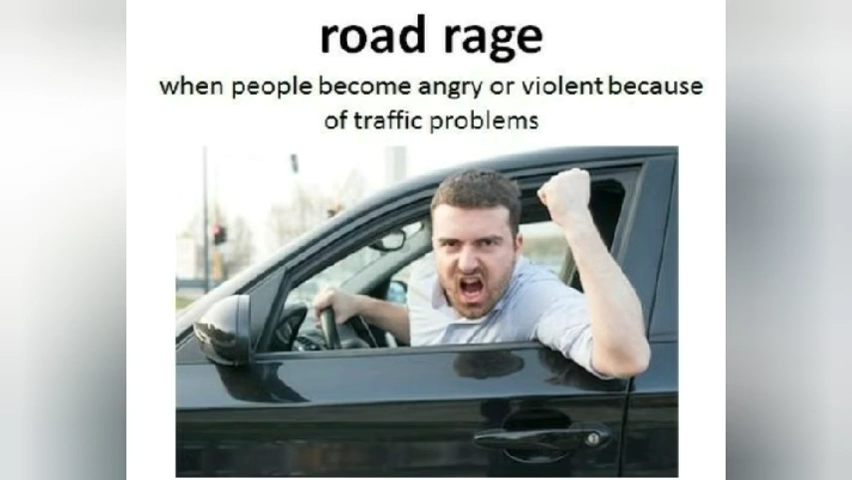 road rage
when people become angry or violent because
of traffic problems